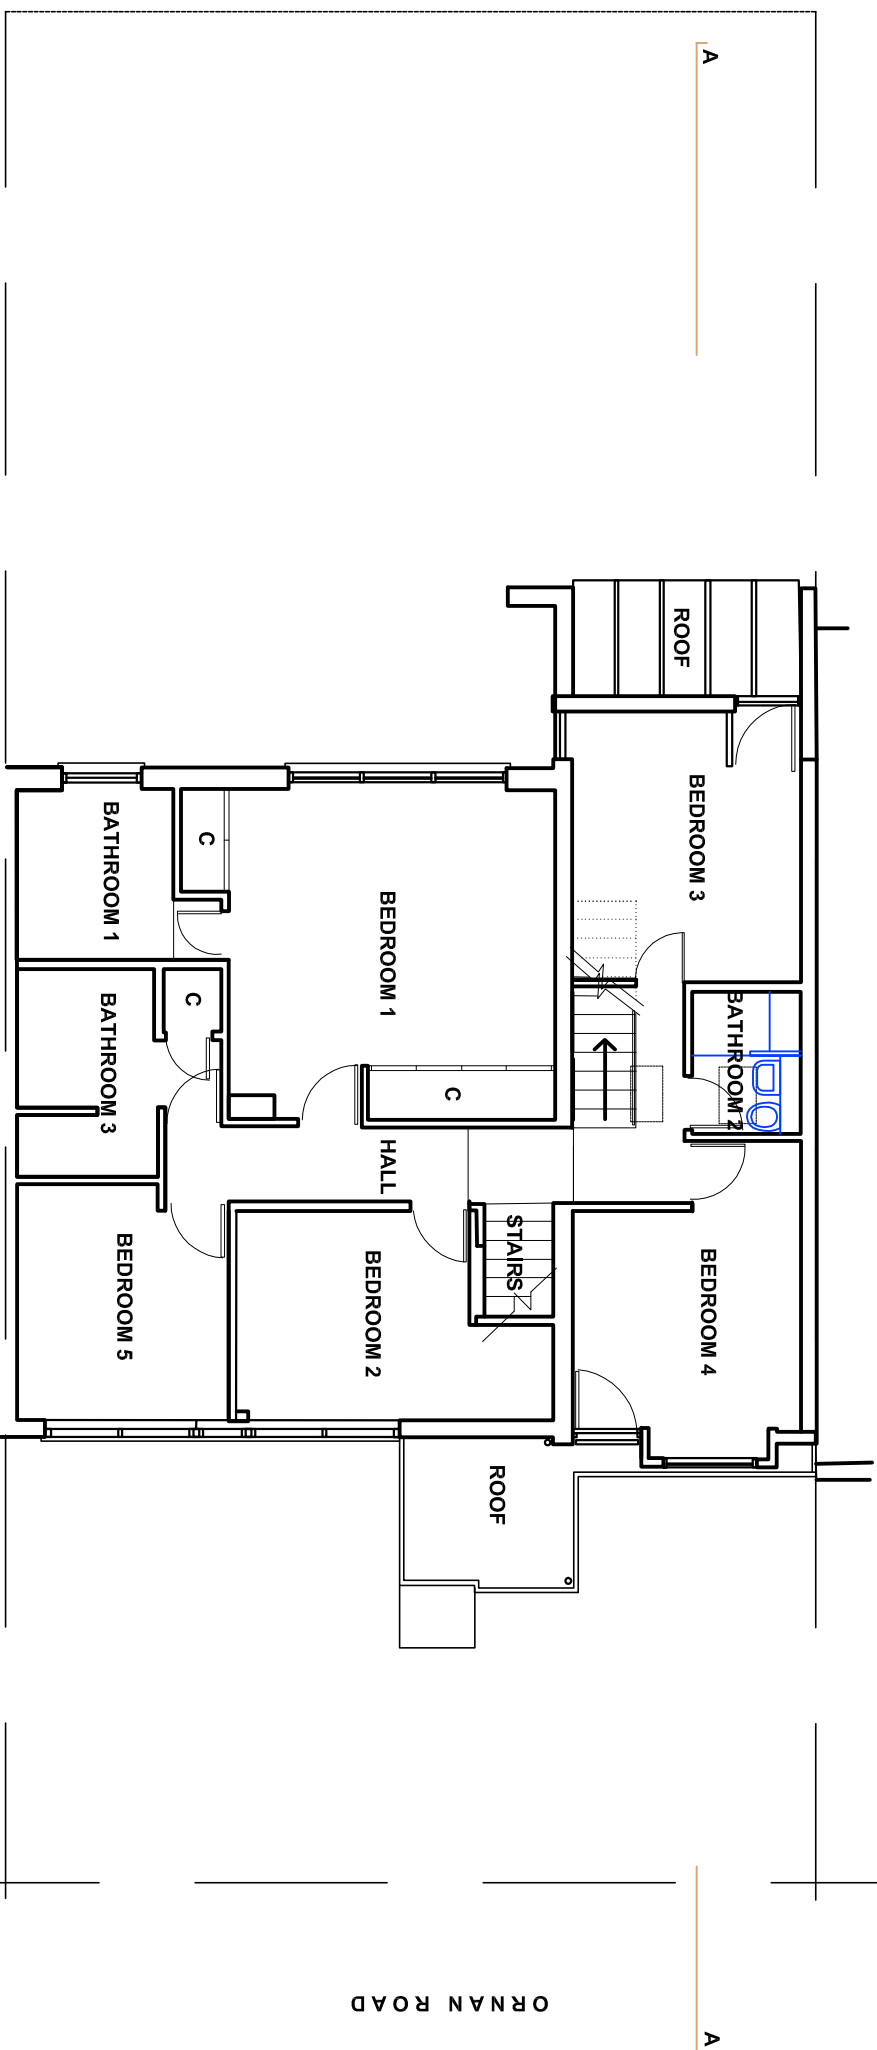 A
ROOF
BEDROOM 3
BATHROOM 1
C
BEDROOM 1
C
BATHROOM 3
BATHROOM 2
C
HALL
STAIRS
BEDROOM 5
BEDROOM 2
BEDROOM 4
ROOF
ORNAN ROAD
A